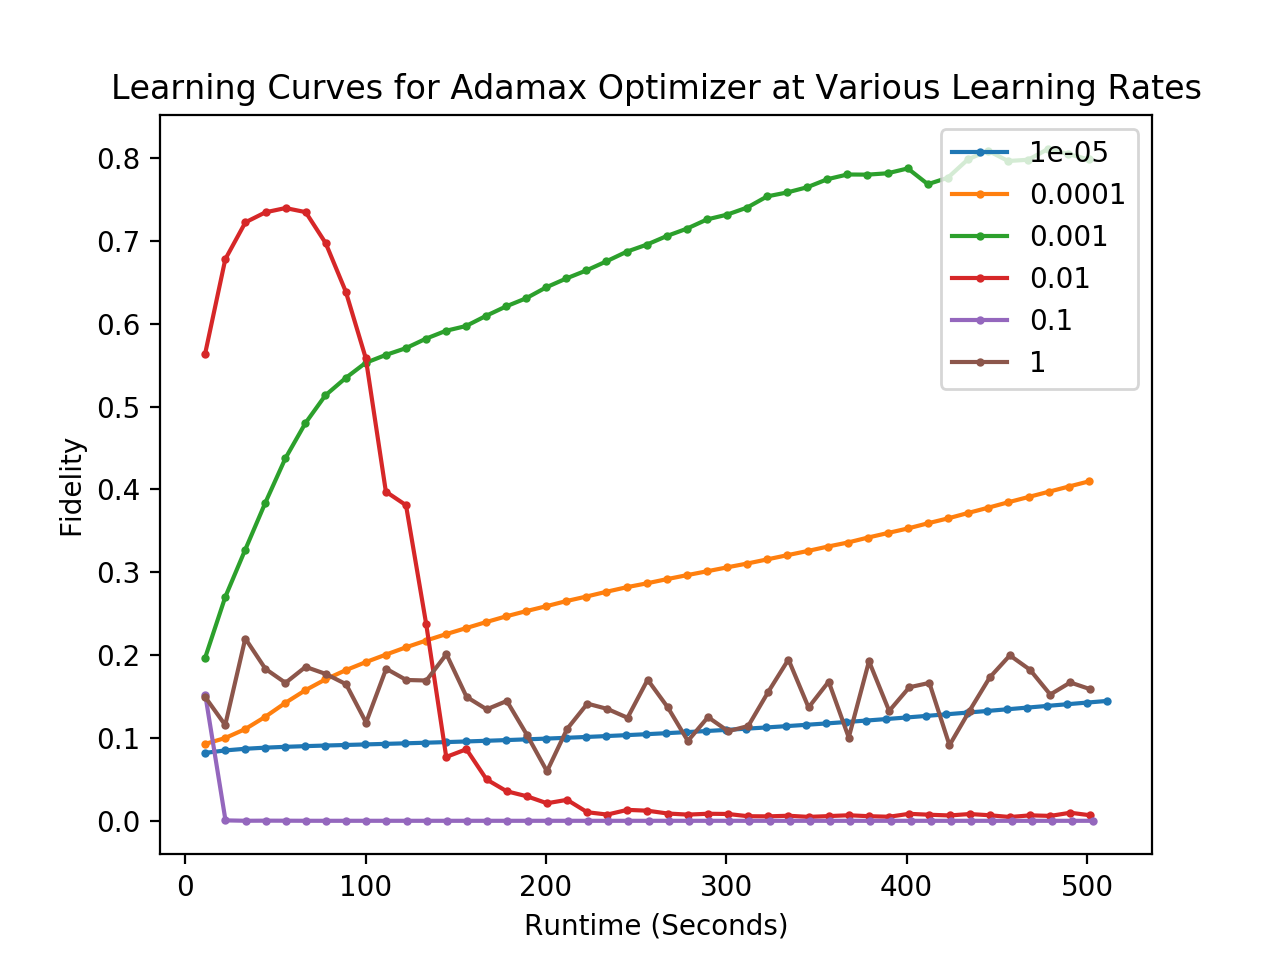 Learning Curves for Adamax Optimizer at Various Learning Rates
0.8
0.7
0.6
0.5
0.4
0.3
0.2
0.1
0.0
Fidelity
1e-05
0.0001
0.001
0.01
0.1
1
0 100 200 300 400 500
Runtime (Seconds)